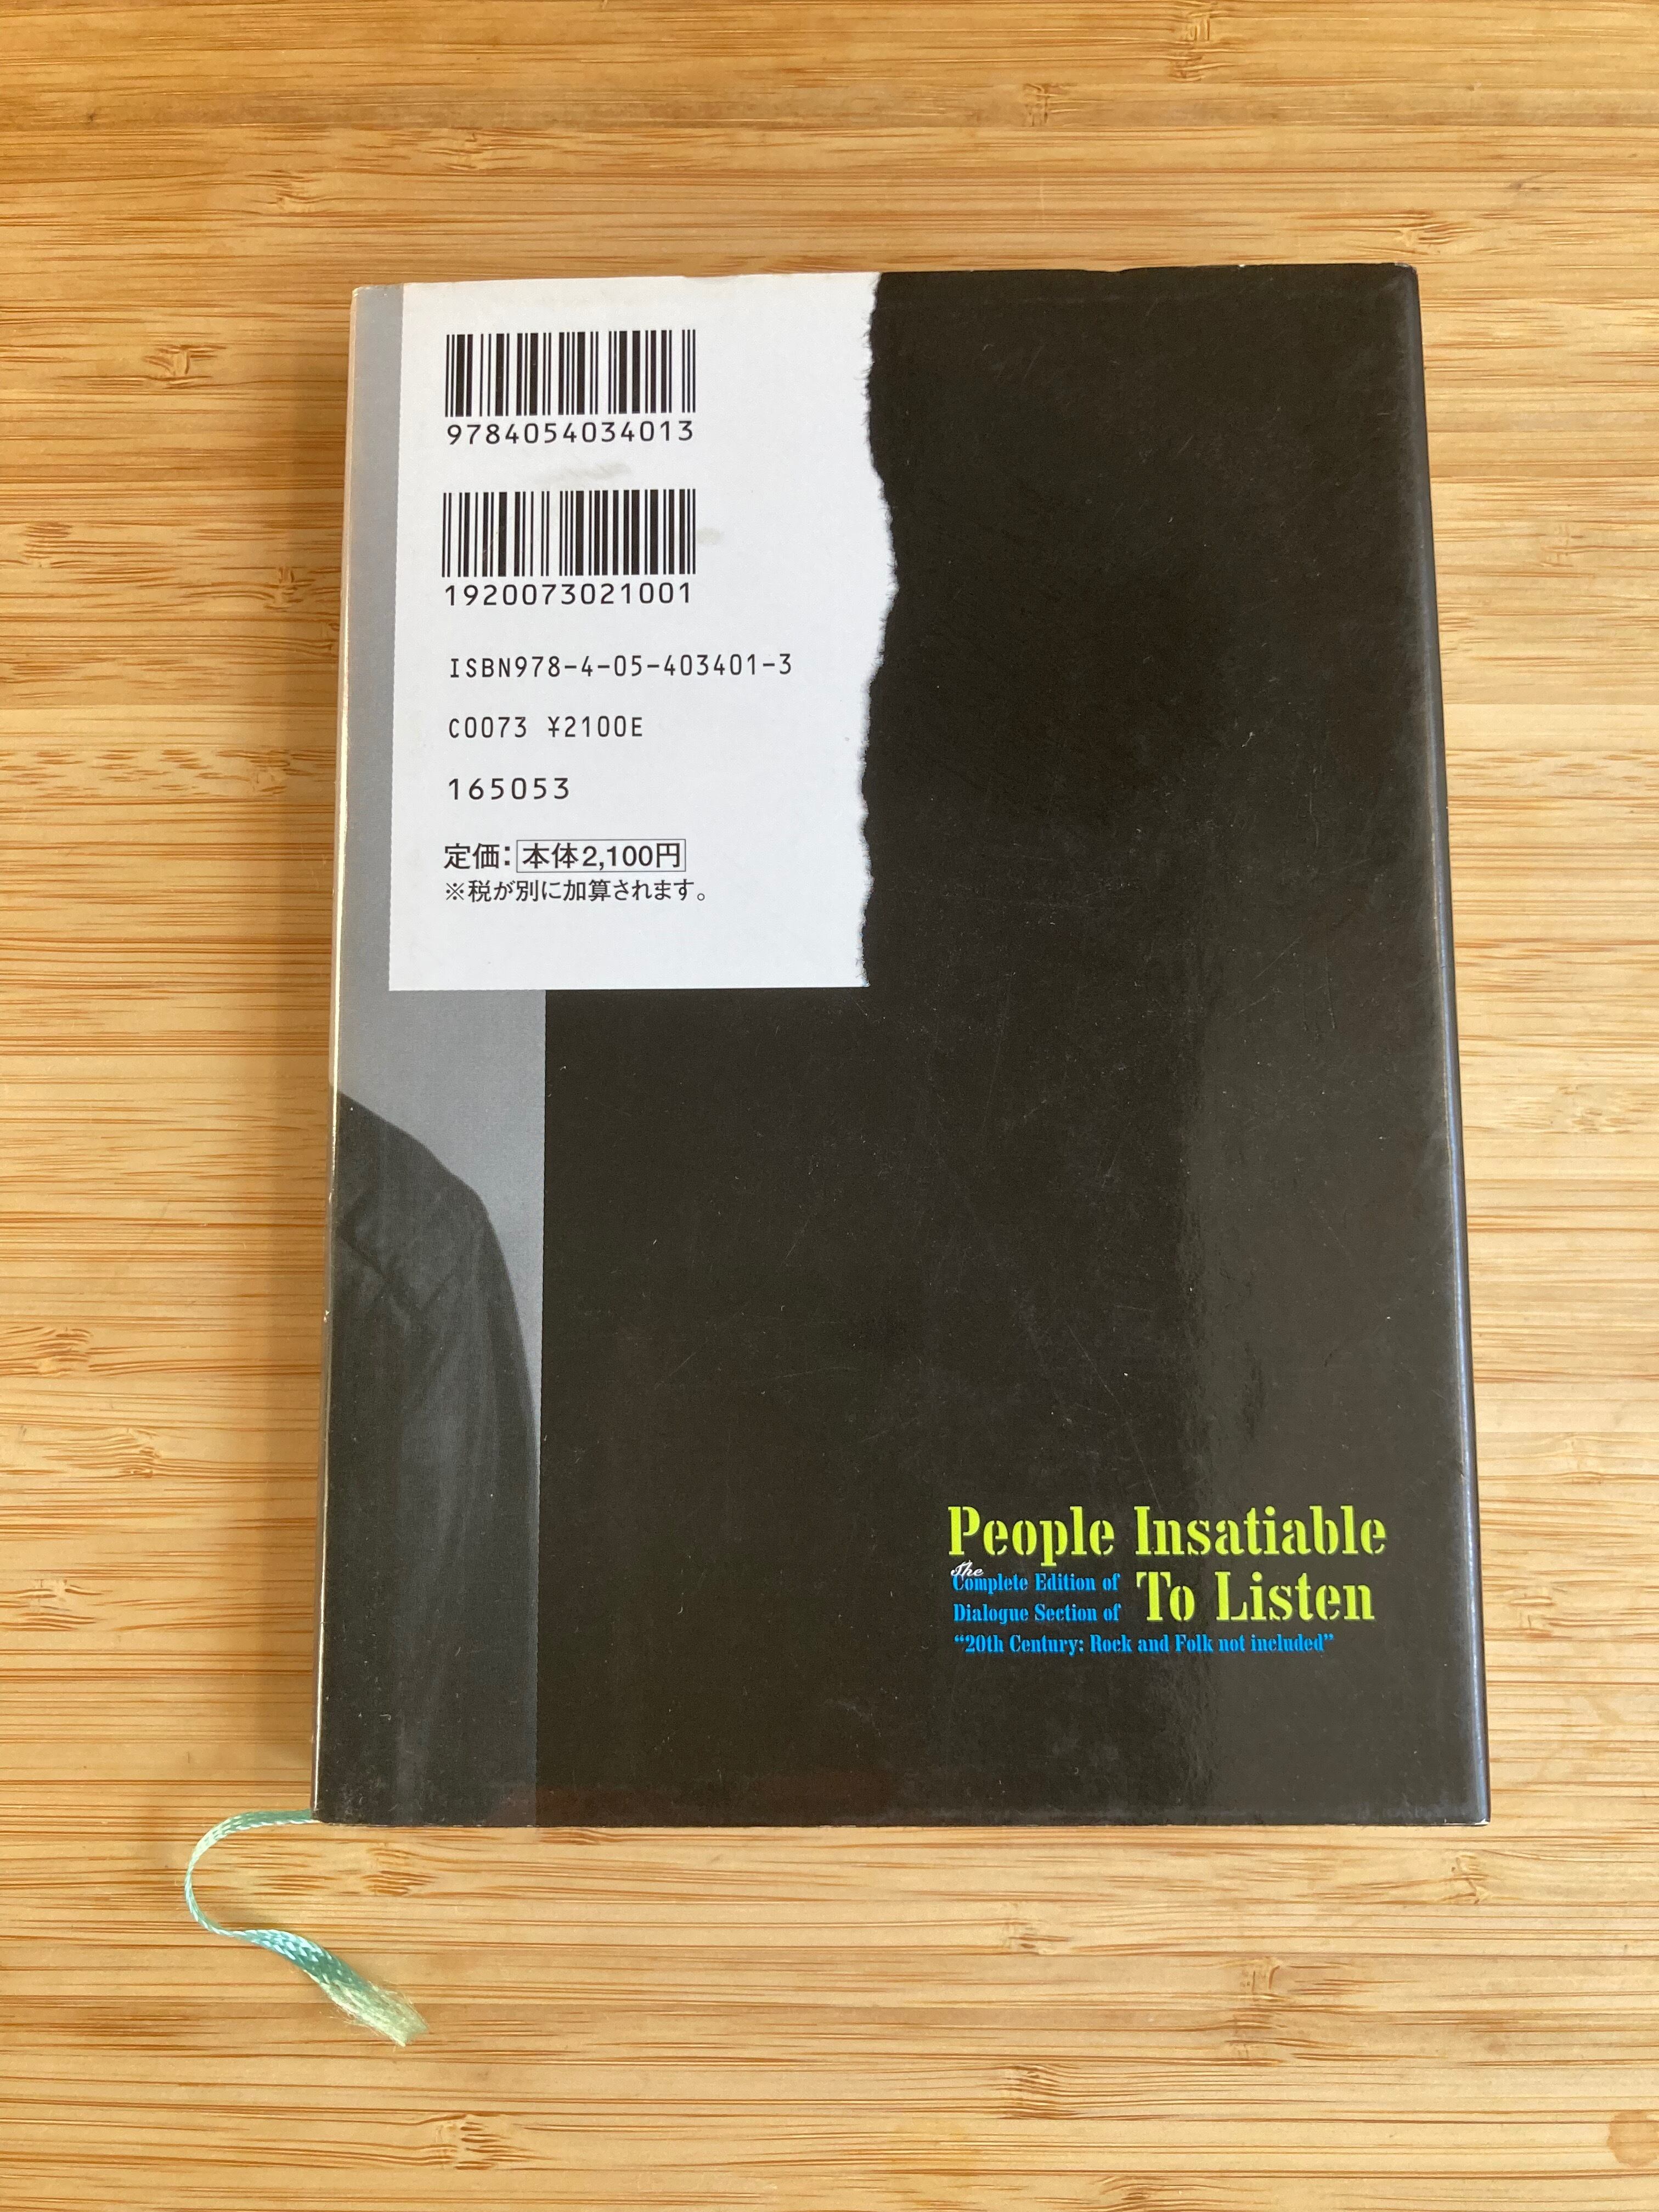 9784054034013
1920073021001
ISBN978-4-05-403401-3
C0073 ¥2100E
165053
定価：本体2,100円
※税が別に加算されます。
People Insatiable
To Listen
The
Complete Edition of
Dialogue Section of
“20th Century: Rock and Folk not included”